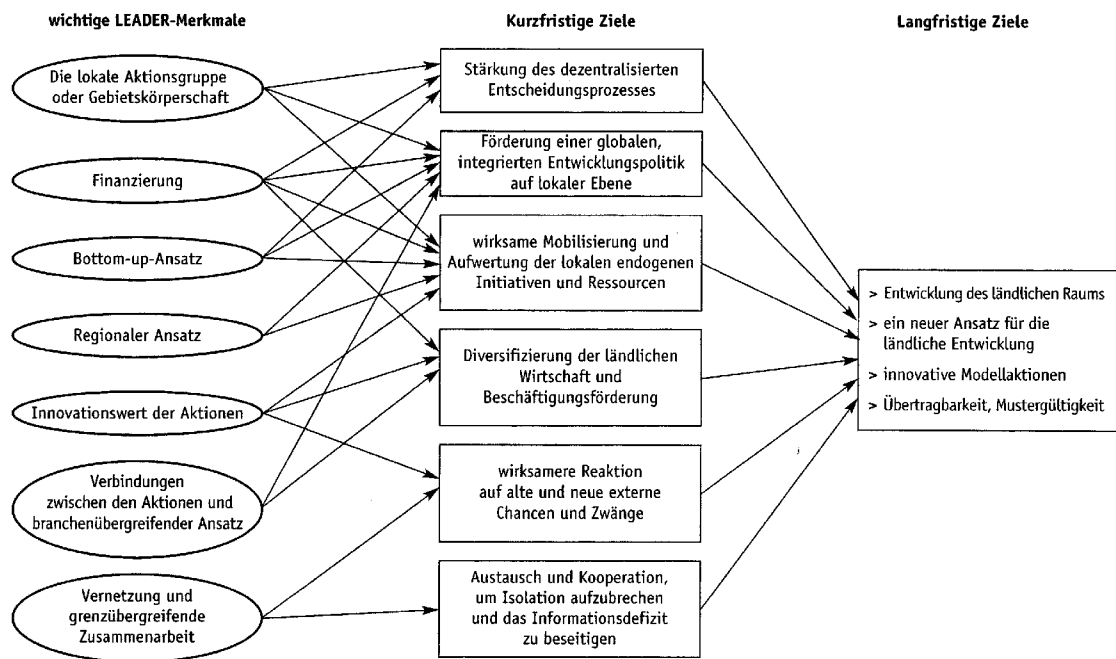 wichtige LEADER-Merkmale
Kurzfristige Ziele
Langfristige Ziele
Die lokale Aktionsgruppe
oder Gebietskörperschaft
Finanzierung
Bottom-up-Ansatz
Regionaler Ansatz
Innovationswert der Aktionen
Verbindungen
zwischen den Aktionen und
branchenübergreifender Ansatz
Vernetzung und
grenzübergreifende
Zusammenarbeit
Stärkung des dezentralisierten
Entscheidungsprozesses
Förderung einer globalen,
integrierten Entwicklungspolitik
auf lokaler Ebene
wirksame Mobilisierung und
Aufwertung der lokalen endogenen
Initiativen und Ressourcen
Diversifizierung der ländlichen
Wirtschaft und
Beschäftigungsförderung
wirksamere Reaktion
auf alte und neue externe
Chancen und Zwänge
Austausch und Kooperation,
um Isolation aufzubrechen
und das Informationsdefizit
zu beseitigen
> Entwicklung des ländlichen Raums
> ein neuer Ansatz für die
ländliche Entwicklung
> innovative Modellaktionen
> Übertragbarkeit, Mustergültigkeit